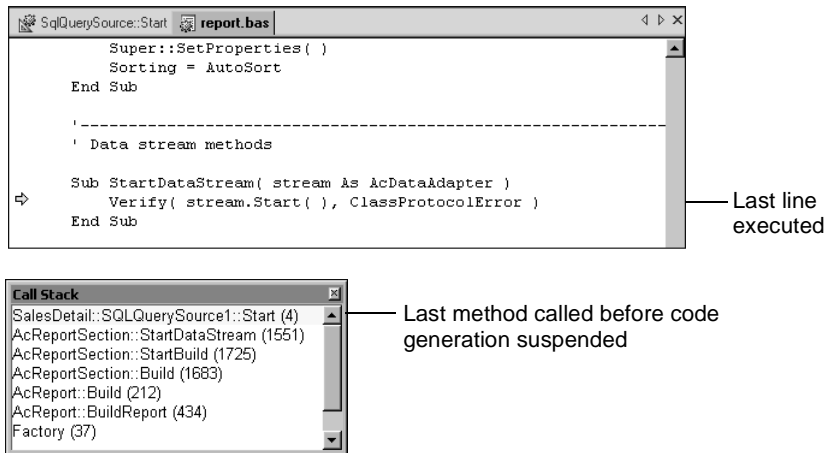 SqlQuerySource::Start report.bas
Super::SetProperties( )
Sorting = AutoSort
End Sub
'-----------------------------------------------------------------
' Data stream methods
Sub StartDataStream( stream As AcDataAdapter )
Verify( stream.Start( ), ClassProtocolError )
End Sub
Last line
executed
Call Stack
SalesDetail::SQLQuerySource1::Start (4)
AcReportSection::StartDataStream (1551)
AcReportSection::StartBuild (1725)
AcReportSection::Build (1683)
AcReport::Build (212)
AcReport::BuildReport (434)
Factory (37)
Last method called before code
generation suspended